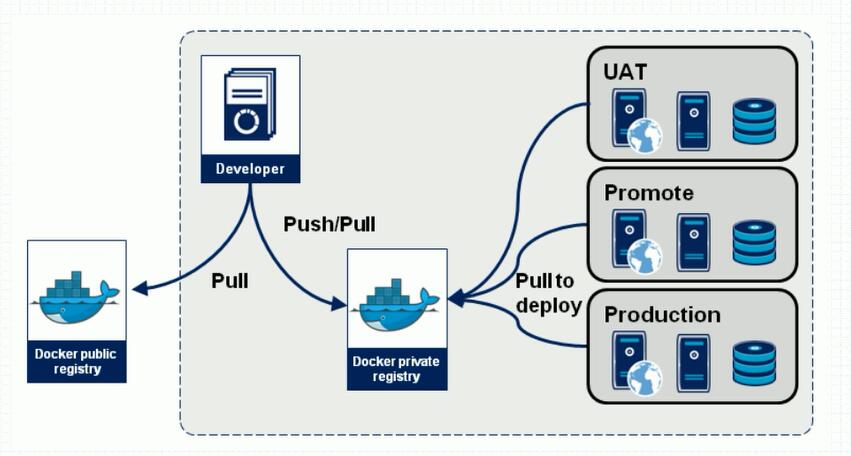 UAT
Developer
Promote
Push/Pull
Pull
Pull to
deploy
Production
Docker public
registry
Docker private
registry